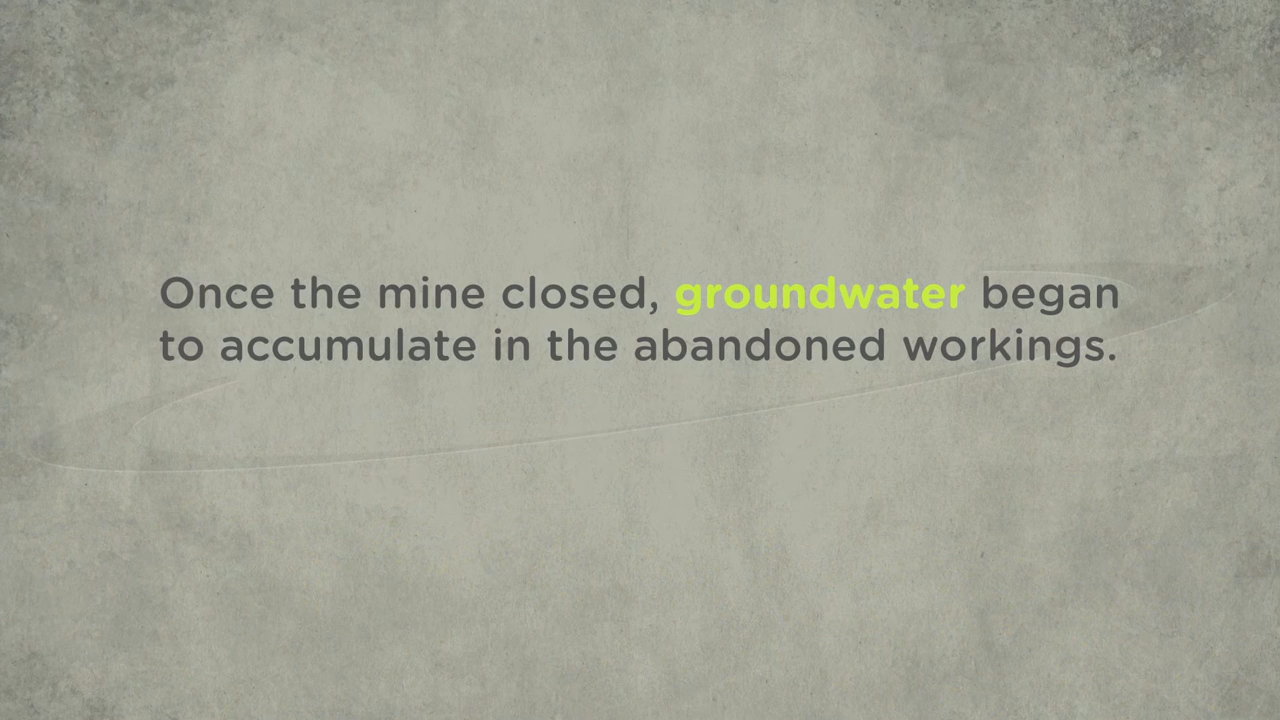 Once the mine closed, groundwater began
to accumulate in the abandoned workings.